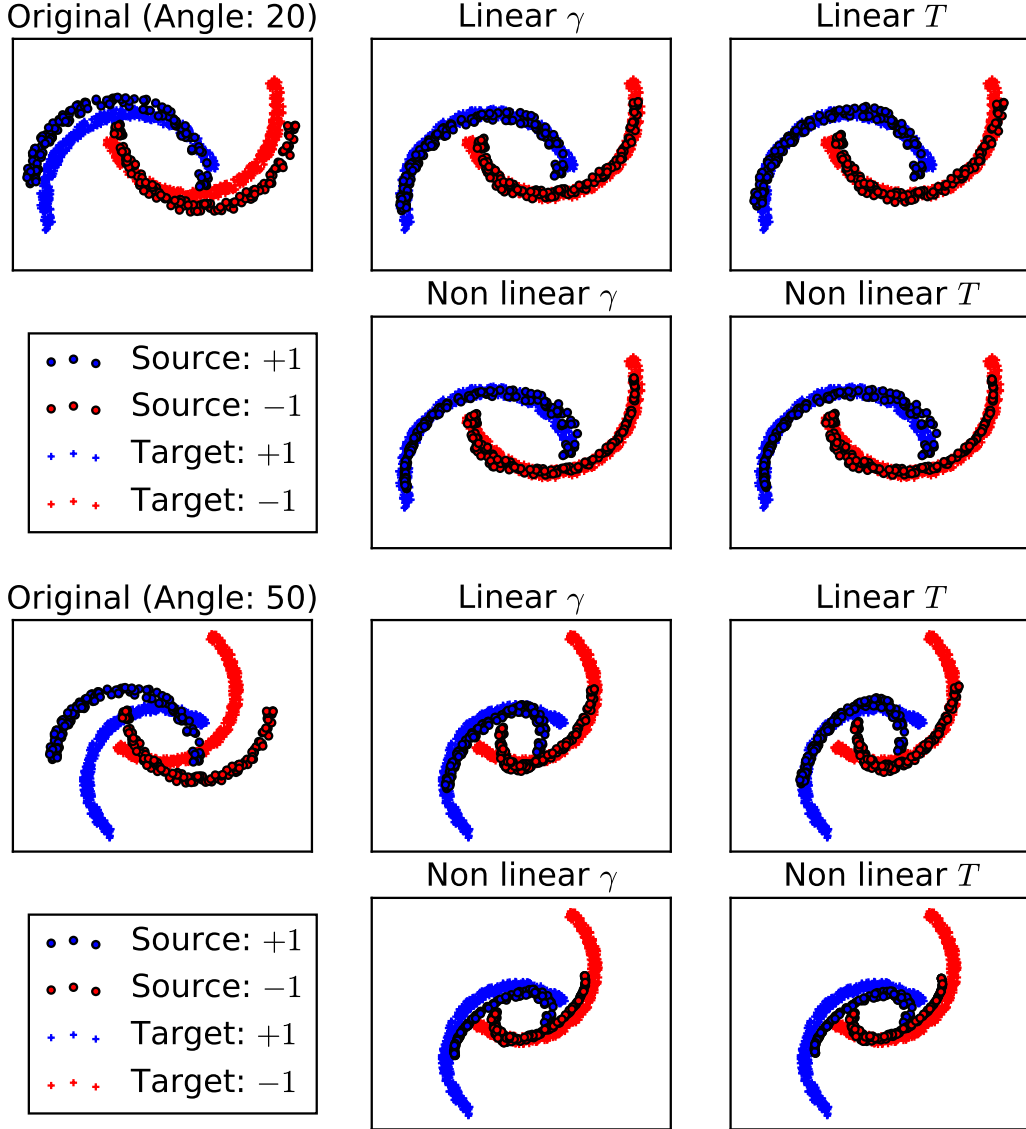 Original (Angle: 20)
Linear γ
Linear T
Non linear γ
Non linear T
Source: +1
Source: −1
Target: +1
Target: −1
Original (Angle: 50)
Linear γ
Linear T
Non linear γ
Non linear T
Source: +1
Source: −1
Target: +1
Target: −1